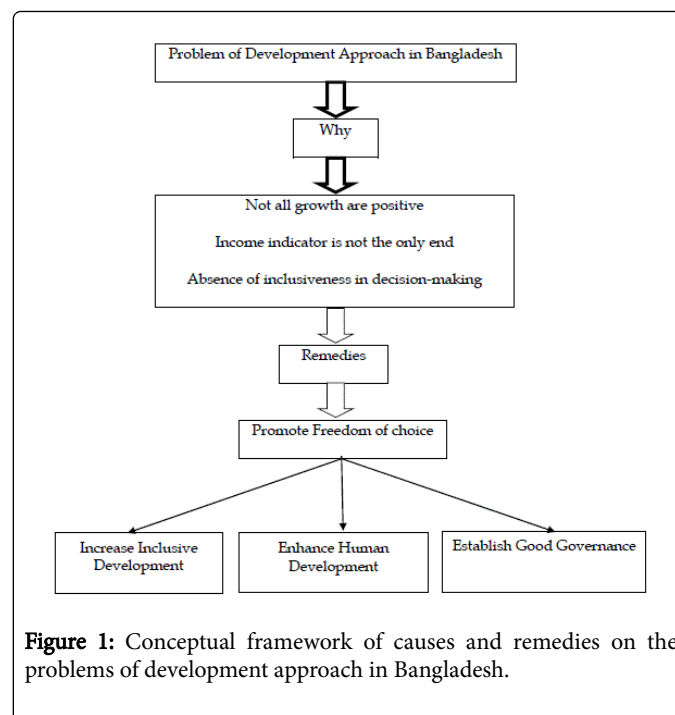 Problem of Development Approach in Bangladesh
Why
Not all growth are positive
Income indicator is not the only end
Absence of inclusiveness in decision-making
Remedies
Promote Freedom of choice
Increase Inclusive
Development
Enhance Human
Development
Establish Good Governance
Figure 1: Conceptual framework of causes and remedies on the
problems of development approach in Bangladesh.